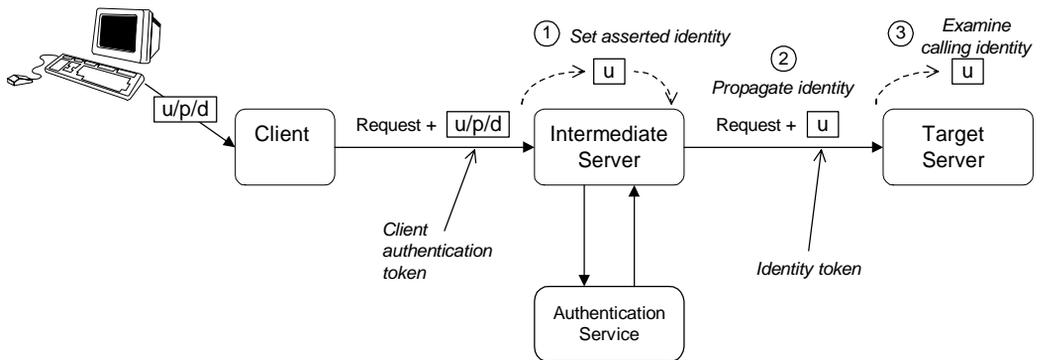 u/p/d
Client
Request + u/p/d
Client
authentication
token
1 Set asserted identity
u
Intermediate
Server
Authentication
Service
2
Propagate identity
Request + u
Identity token
3 Examine
calling identity
u
Target
Server